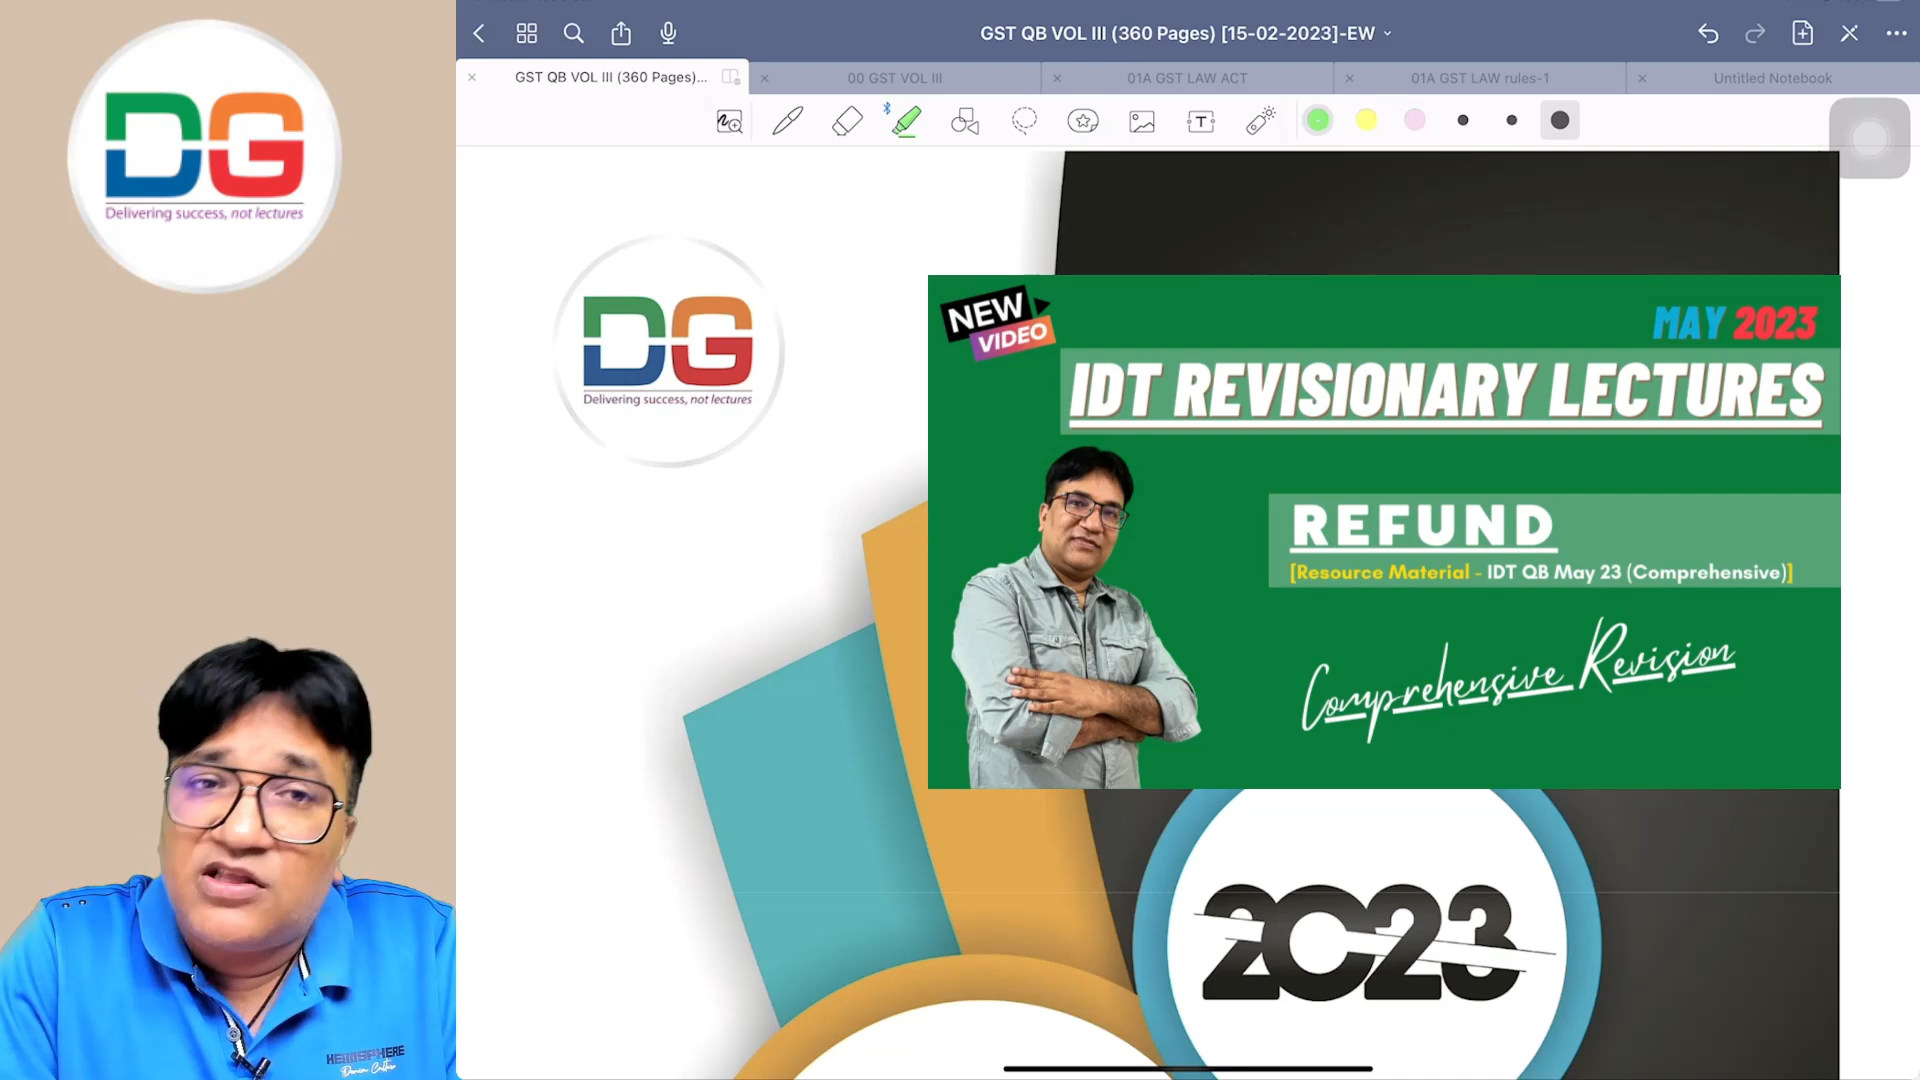 DG
Delivering success, not lectures
GST QB VOL III (360 Pages) [15-02-2023]-EW
GST QB VOL III (360 Pages)...
00 GST VOL III
01A GST LAW ACT
01A GST LAW rules-1
Untitled Notebook
T
DG
Delivering success, not lectures
NEW
VIDEO
MAY 2023
IDT REVISIONARY LECTURES
REFUND
[Resource Material - IDT QB May 23 (Comprehensive)]
Comprehensive Revision
2023
HEMSPHERE
Denim Culture